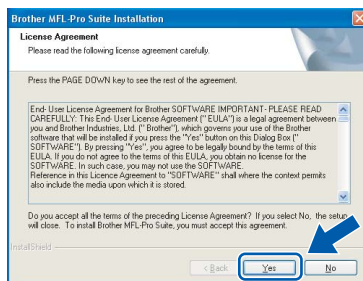 Brother MFL-Pro Suite Installation
License Agreement
Please read the following license agreement carefully.
Press the PAGE DOWN key to see the rest of the agreement.
End- User License Agreement for Brother SOFTWARE IMPORTANT- PLEASE READ
CAREFULLY: This End- User License Agreement (" EULA") is a legal agreement between
you and Brother Industries, Ltd. (" Brother"), which governs your use of the Brother
software that will be installed if you press the "Yes" button on this Dialog Box ("
SOFTWARE"). By pressing "Yes", you agree to be legally bound by the terms of this
EULA. If you do not agree to the terms of this EULA, you obtain no license for the
SOFTWARE. In such case, you may not use the SOFTWARE.
Reference in this Licence Agreement to "SOFTWARE" shall where the context permits
also include the media upon which it is stored.
Do you accept all the terms of the preceding License Agreement? If you select No, the setup
will close. To install Brother MFL-Pro Suite, you must accept this agreement.
InstallShield
< Back Yes No